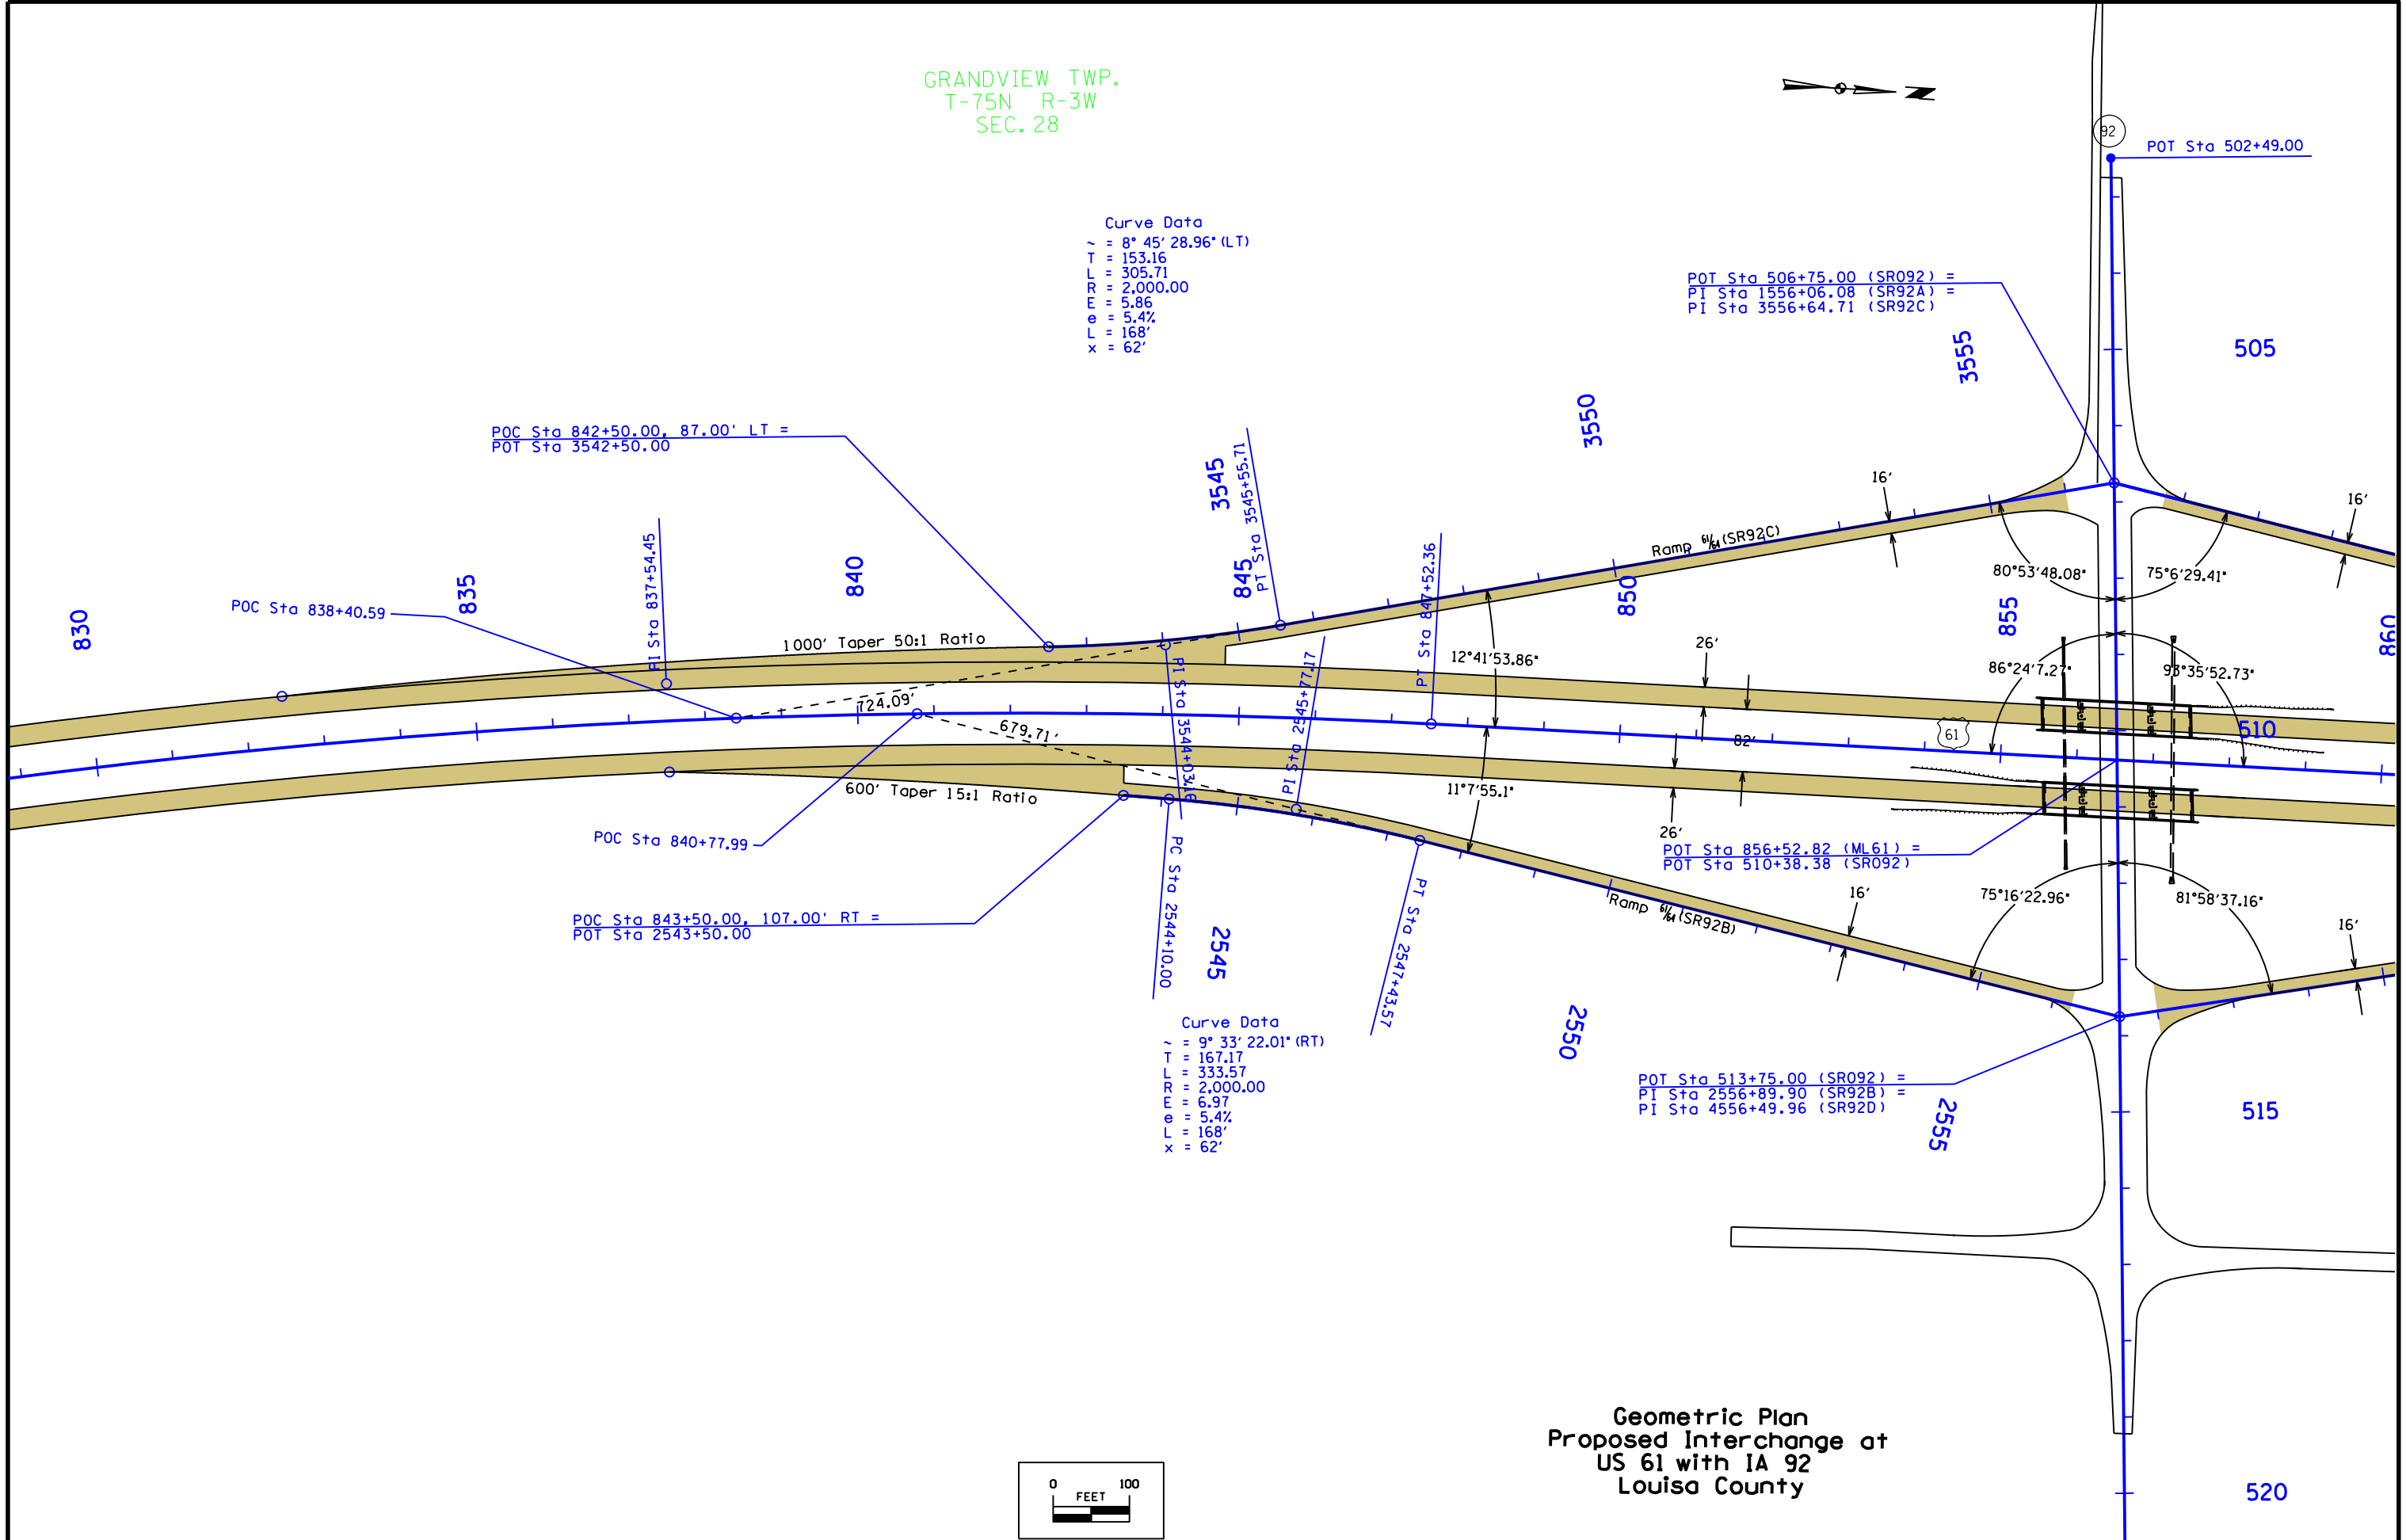 GRANDVIEW TWP.
T-75N R-3W
SEC. 28
N
92
POT Sta 502+49.00
Curve Data
~ = 8° 45' 28.96" (LT)
T = 153.16
L = 305.71
R = 2,000.00
E = 5.86
e = 5.4%
L = 168'
x = 62'
POT Sta 506+75.00 (SR092) =
PI Sta 1556+06.08 (SR92A) =
PI Sta 3556+64.71 (SR92C)
505
3555
3550
3545
POC Sta 842+50.00, 87.00' LT =
POT Sta 3542+50.00
PT Sta 3545+55.71
16'
16'
Ramp (SR92C)
80°53'48.08"
75°6'29.41"
830
835
840
845
850
855
860
POC Sta 838+40.59
PI Sta 837+54.45
PT Sta 847+52.36
1000' Taper 50:1 Ratio
12°41'53.86"
26'
86°24'7.27"
93°35'52.73"
724.09'
679.71'
PI Sta 3544+03.16
PI Sta 2545+77.17
82'
61
510
11°7'55.1"
600' Taper 15:1 Ratio
26'
POC Sta 840+77.99
POT Sta 856+52.82 (ML61) =
POT Sta 510+38.38 (SR092)
PC Sta 2544+10.00
PT Sta 2547+43.57
Ramp (SR92B)
16'
75°16'22.96"
81°58'37.16"
16'
POC Sta 843+50.00, 107.00' RT =
POT Sta 2543+50.00
2545
2550
2555
Curve Data
~ = 9° 33' 22.01" (RT)
T = 167.17
L = 333.57
R = 2,000.00
E = 6.97
e = 5.4%
L = 168'
x = 62'
POT Sta 513+75.00 (SR092) =
PI Sta 2556+89.90 (SR92B) =
PI Sta 4556+49.96 (SR92D)
515
Geometric Plan
Proposed Interchange at
US 61 with IA 92
Louisa County
0 100
FEET
520